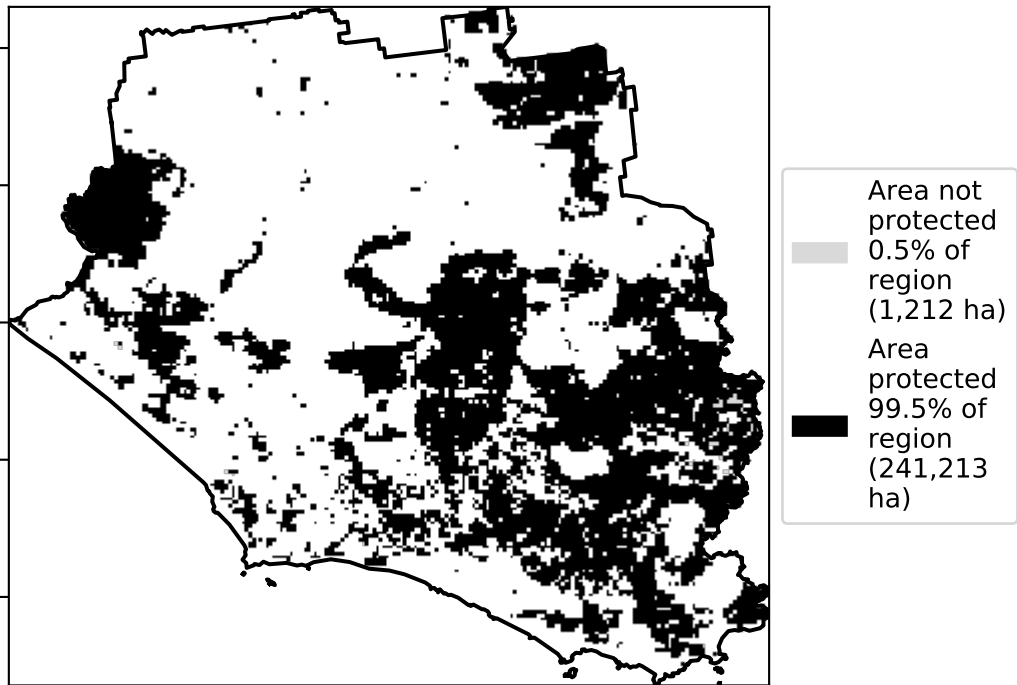 Area not
protected
0.5% of
region
(1,212 ha)
Area
protected
99.5% of
region
(241,213
ha)